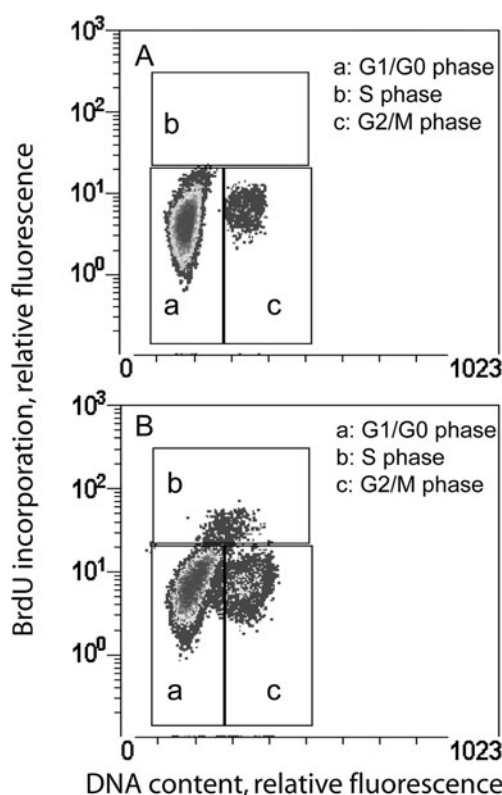 BrdU incorporation, relative fluorescence
10³
A
a: G1/G0 phase
b: S phase
c: G2/M phase
10²
b
10¹
10⁰
a
c
0
1023
10³
B
a: G1/G0 phase
b: S phase
c: G2/M phase
10²
b
10¹
10⁰
a
c
0
1023
DNA content, relative fluorescence